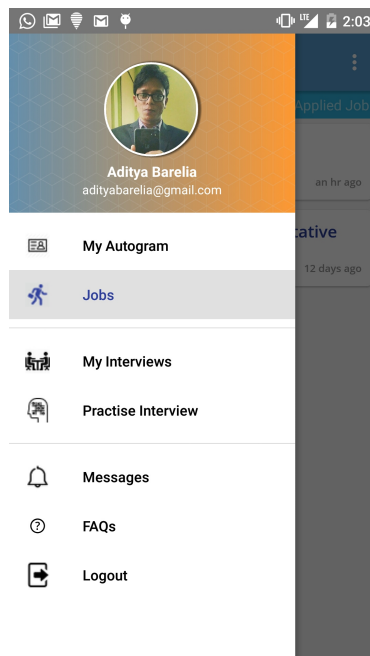 LTE 2:03
Aditya Barelia
adityabarelia@gmail.com
Applied Job
an hr ago
tative
12 days ago
My Autogram
Jobs
My Interviews
Practise Interview
Messages
FAQs
Logout